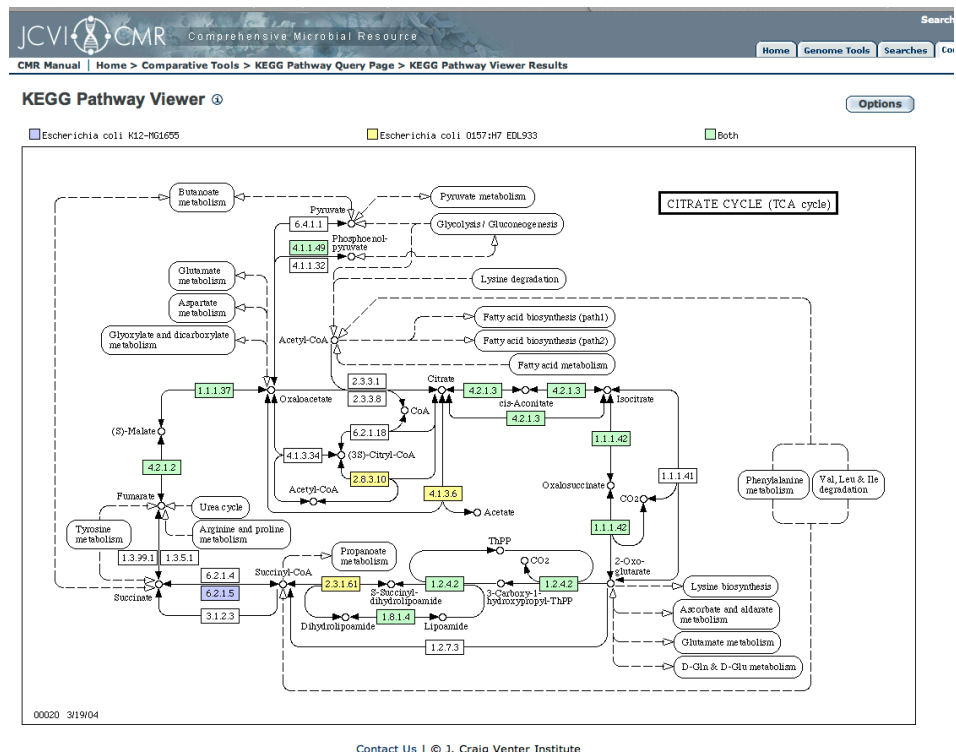 Search
JCVI CMR Comprehensive Microbial Resource
Home Genome Tools Searches Co
CMR Manual | Home > Comparative Tools > KEGG Pathway Query Page > KEGG Pathway Viewer Results
KEGG Pathway Viewer
Options
Escherichia coli K12-MG1655 Escherichia coli O157:H7 EDL933 Both
CITRATE CYCLE (TCA cycle)
Butanoate
metabolism
Pyruvate metabolism
Pyruvate
6.4.1.1
Glycolysis / Gluconeogenesis
Phosphoenol-
pyruvate
4.1.1.49
4.1.1.32
Glutamate
metabolism
Lysine degradation
Aspartate
metabolism
Fatty acid biosynthesis (path1)
Glyoxylate and dicarboxylate
metabolism
Acetyl-CoA
Fatty acid biosynthesis (path2)
Fatty acid metabolism
1.1.1.37
Oxaloacetate
2.3.3.1
2.3.3.8
Citrate
4.2.1.3
cis-Aconitate
4.2.1.3
Isocitrate
4.2.1.3
CoA
(S)-Malate
6.2.1.18
1.1.1.42
4.1.3.34
(3S)-Citryl-CoA
4.2.1.2
2.8.3.10
1.1.1.41
Acetyl-CoA
4.1.3.6
Oxalosuccinate
CO2
Phenylalanine
metabolism
Val, Leu & Ile
degradation
Fumarate
Urea cycle
Acetate
Tyrosine
metabolism
Arginine and proline
metabolism
1.1.1.42
1.3.99.1 1.3.5.1
Propanoate
metabolism
ThPP
CO2
2-Oxo-
glutarate
6.2.1.4
Succinyl-CoA
2.3.1.61
1.2.4.2
1.2.4.2
Lysine biosynthesis
Succinate
6.2.1.5
S-Succinyl-
dihydrolipoamide
3-Carboxy-1-
hydroxypropyl-ThPP
3.1.2.3
Dihydrolipoamide
1.8.1.4
Lipoamide
Ascorbate and aldarate
metabolism
1.2.7.3
Glutamate metabolism
D-Gln & D-Glu metabolism
00020 3/19/04
Contact Us | © J. Craig Venter Institute